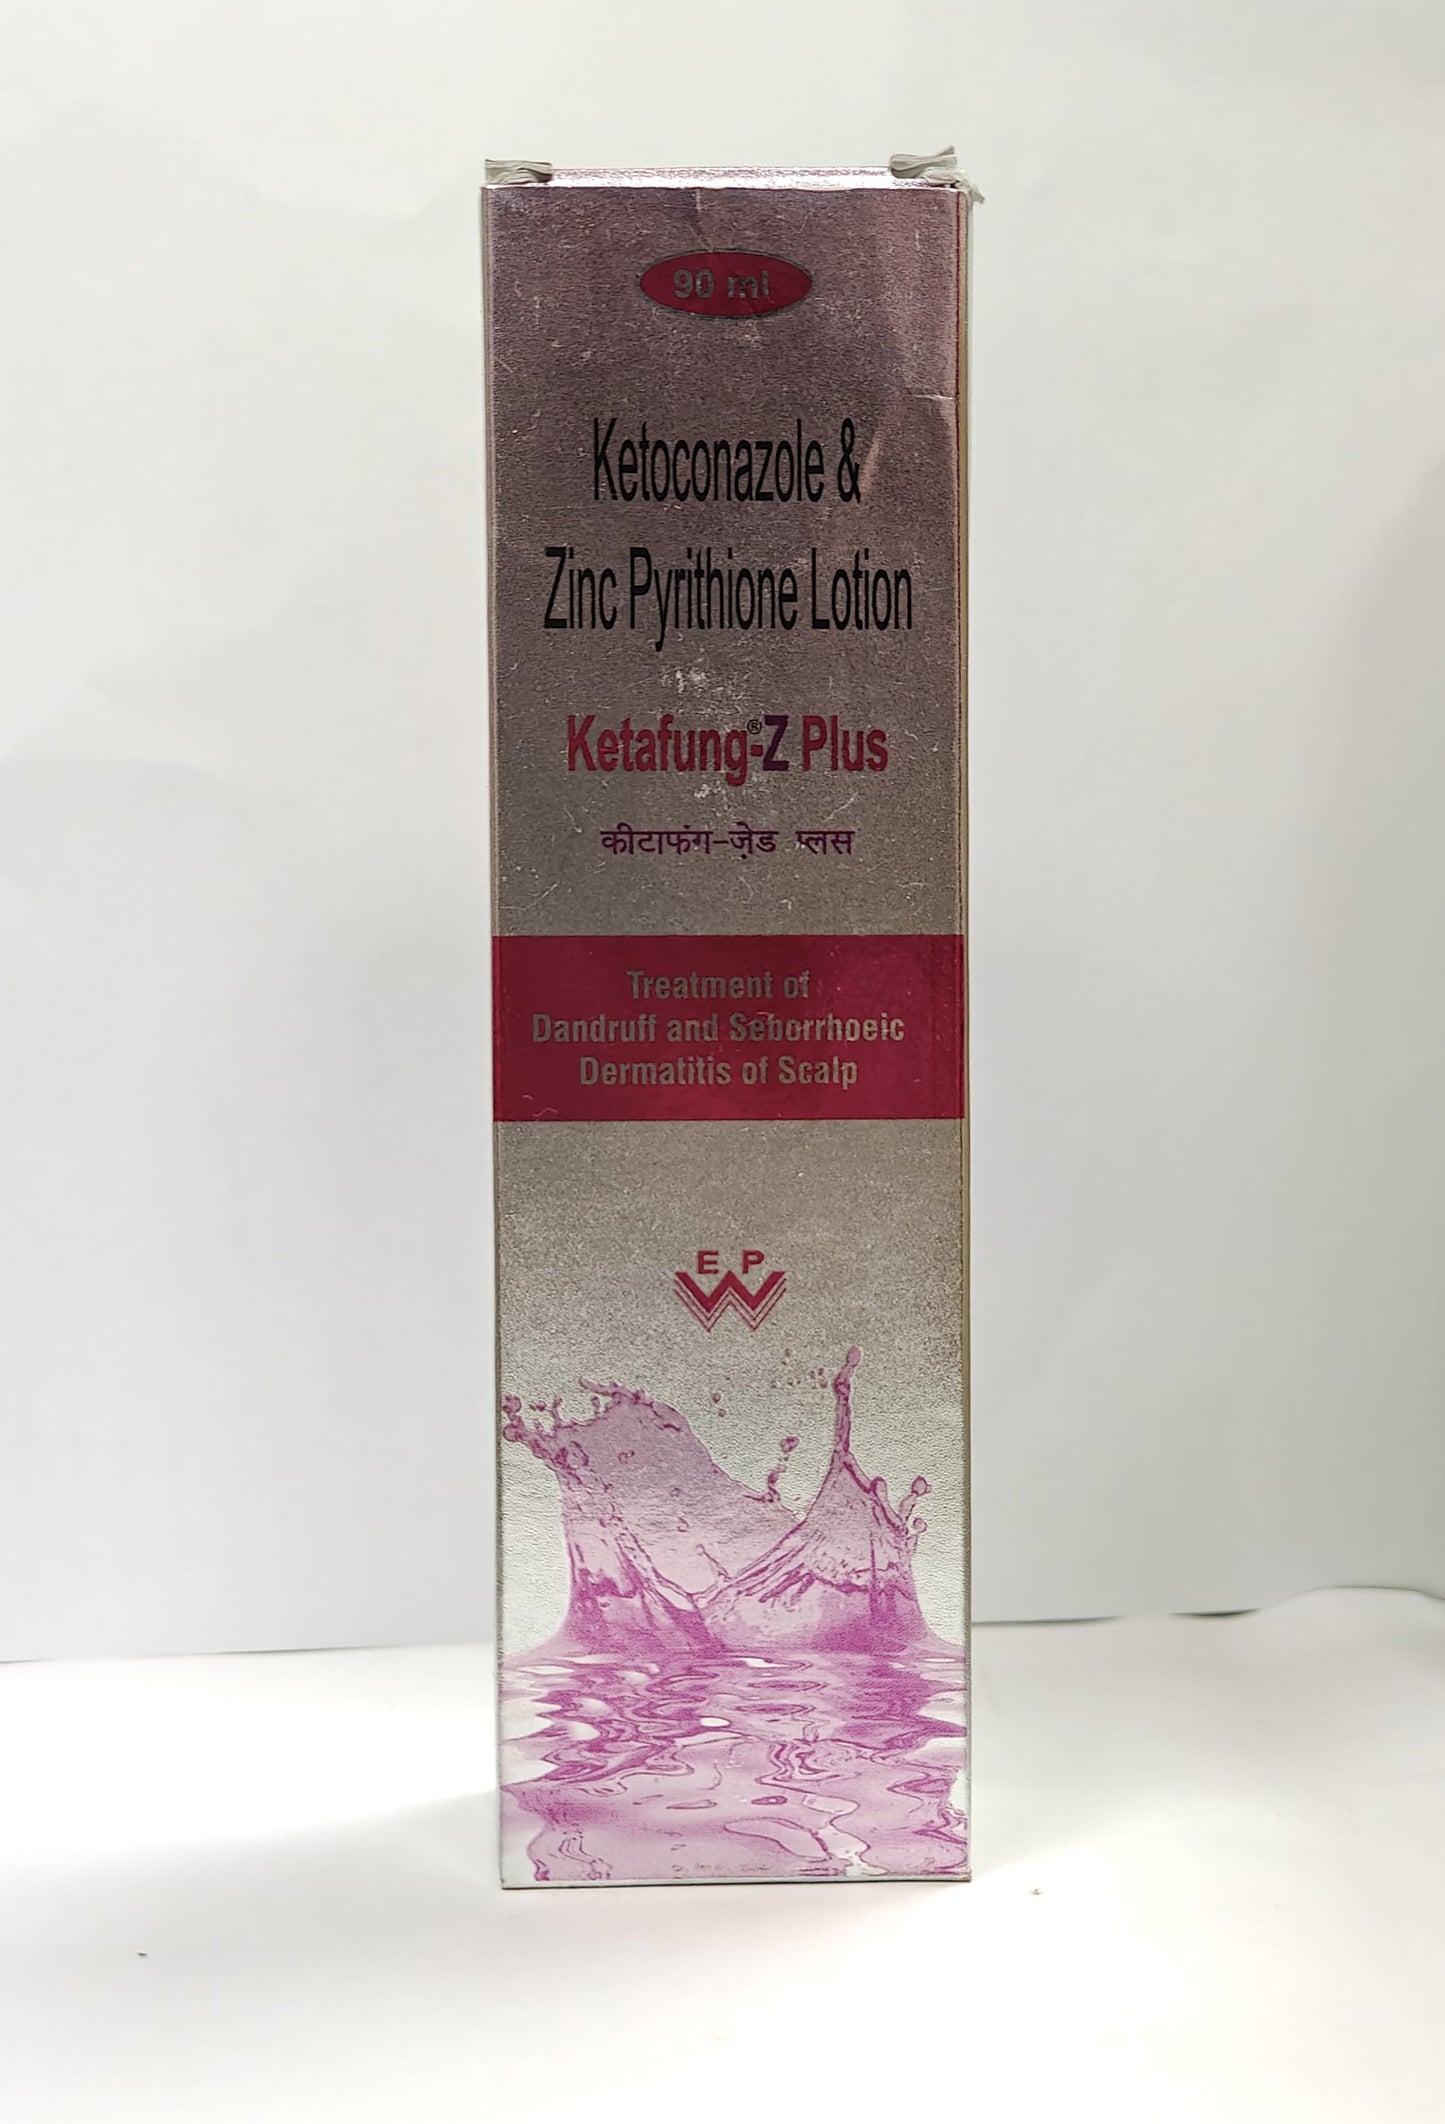 90 ml
Ketoconazole &
Zinc Pyrithione Lotion
Ketafung®-Z Plus
कीटाफंग-ज़ेड प्लस
Treatment of
Dandruff and Seborrhoeic
Dermatitis of Scalp
E P
W